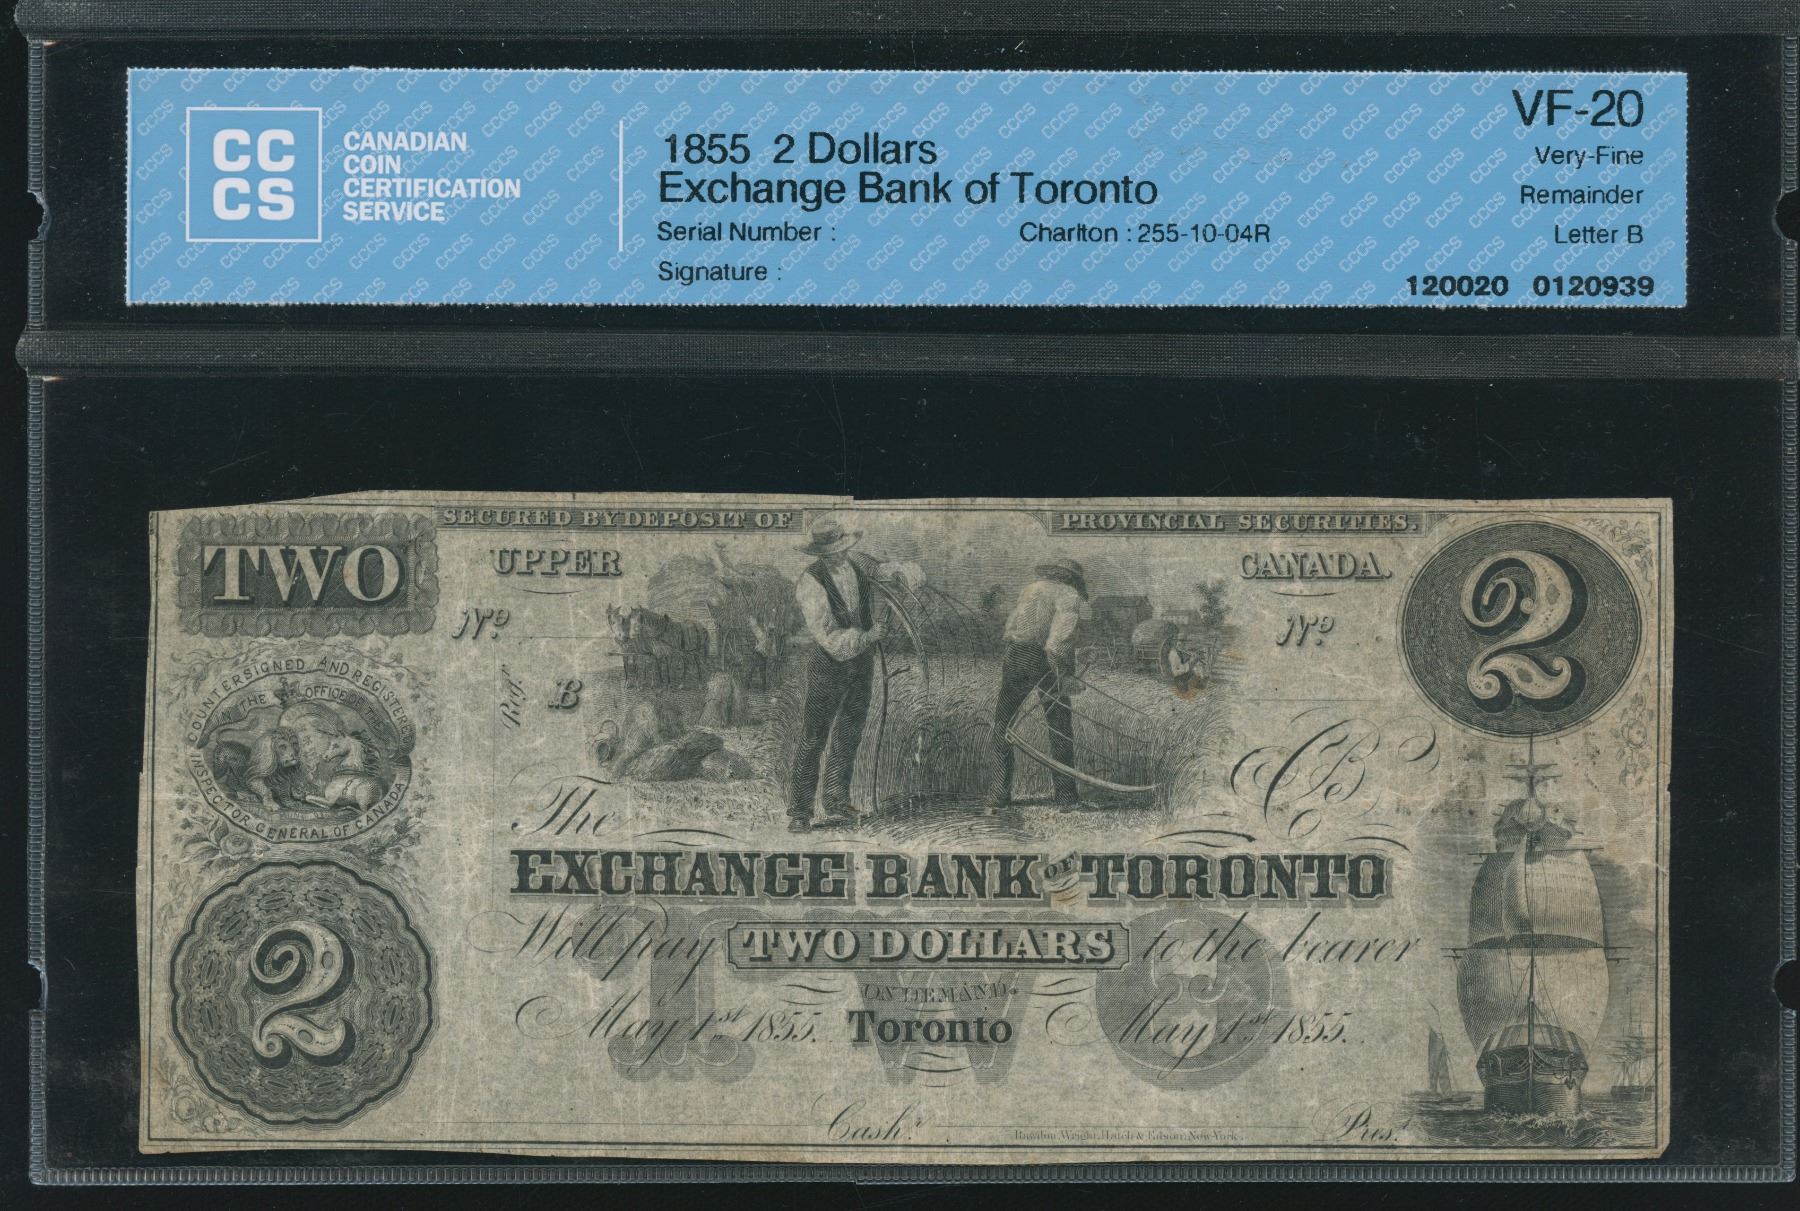 CC
CS
CANADIAN
COIN
CERTIFICATION
SERVICE
1855 2 Dollars
Exchange Bank of Toronto
Serial Number :
Charlton : 255-10-04R
Signature :
VF-20
Very-Fine
Remainder
Letter B
120020 0120939
SECURED BY DEPOSIT OF
PROVINCIAL SECURITIES.
TWO
UPPER
CANADA.
2
No
No
Regr.
B
COUNTERSIGNED AND REGISTERED
IN THE OFFICE OF THE
INSPECTOR GENERAL OF CANADA
The
EXCHANGE BANK OF TORONTO
Will pay TWO DOLLARS to the bearer
ON DEMAND.
TWO
2
May 1st 1855. Toronto May 1st 1855.
Cashr.
Rawdon, Wright, Hatch & Edson, New York.
Prest.